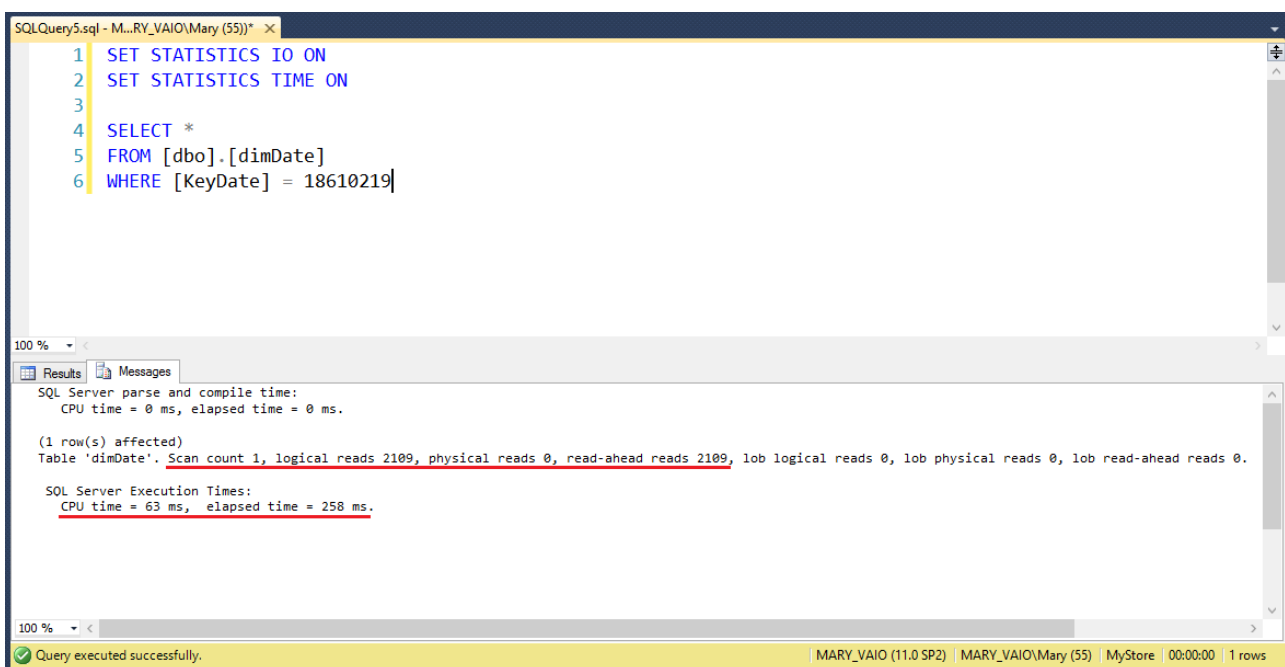 SQLQuery5.sql - M...RY_VAIO\Mary (55))* ×
1 SET STATISTICS IO ON
2 SET STATISTICS TIME ON
3
4 SELECT *
5 FROM [dbo].[dimDate]
6 WHERE [KeyDate] = 18610219
100 %
Results Messages
SQL Server parse and compile time:
CPU time = 0 ms, elapsed time = 0 ms.
(1 row(s) affected)
Table 'dimDate'. Scan count 1, logical reads 2109, physical reads 0, read-ahead reads 2109, lob logical reads 0, lob physical reads 0, lob read-ahead reads 0.
SQL Server Execution Times:
CPU time = 63 ms,  elapsed time = 258 ms.
100 %
Query executed successfully. MARY_VAIO (11.0 SP2) MARY_VAIO\Mary (55) MyStore 00:00:00 1 rows